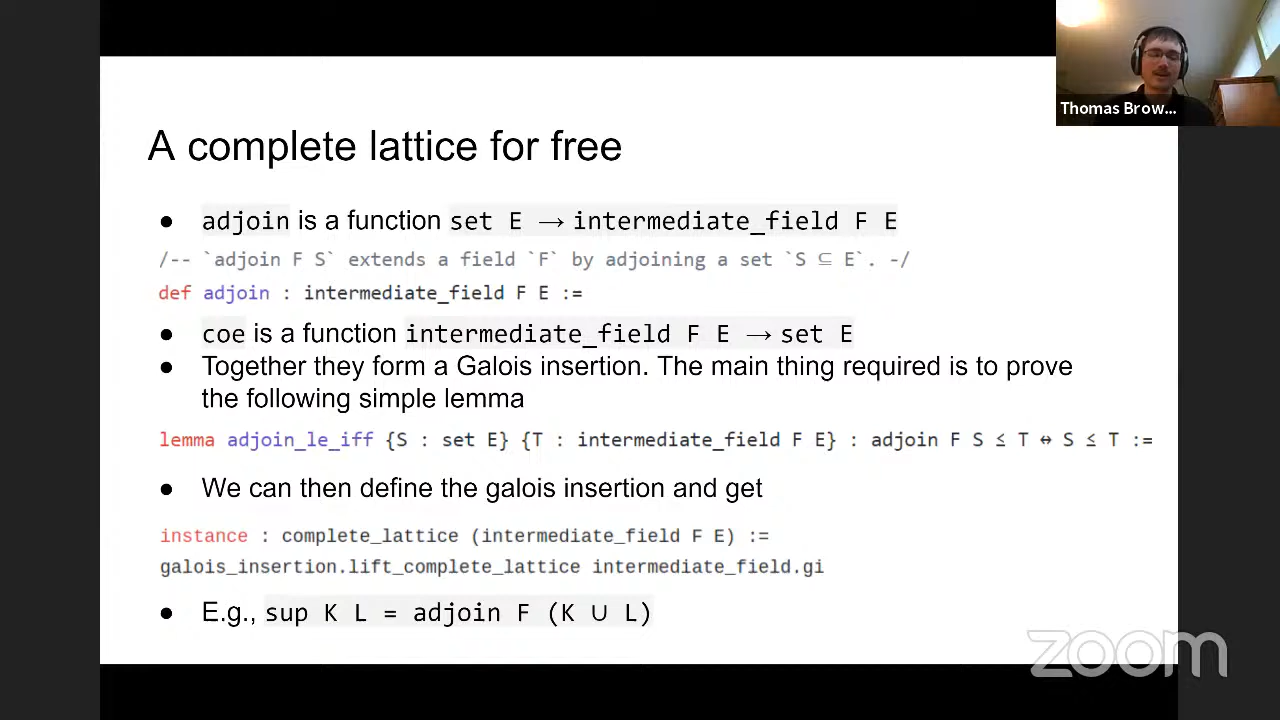 Thomas Brow...
A complete lattice for free
● adjoin is a function set E → intermediate_field F E
/-- `adjoin F S` extends a field `F` by adjoining a set `S ⊆ E`. -/
def adjoin : intermediate_field F E :=
● coe is a function intermediate_field F E → set E
● Together they form a Galois insertion. The main thing required is to prove
the following simple lemma
lemma adjoin_le_iff {S : set E} {T : intermediate_field F E} : adjoin F S ≤ T ↔ S ≤ T :=
● We can then define the galois insertion and get
instance : complete_lattice (intermediate_field F E) :=
galois_insertion.lift_complete_lattice intermediate_field.gi
● E.g., sup K L = adjoin F (K ∪ L)
zoom